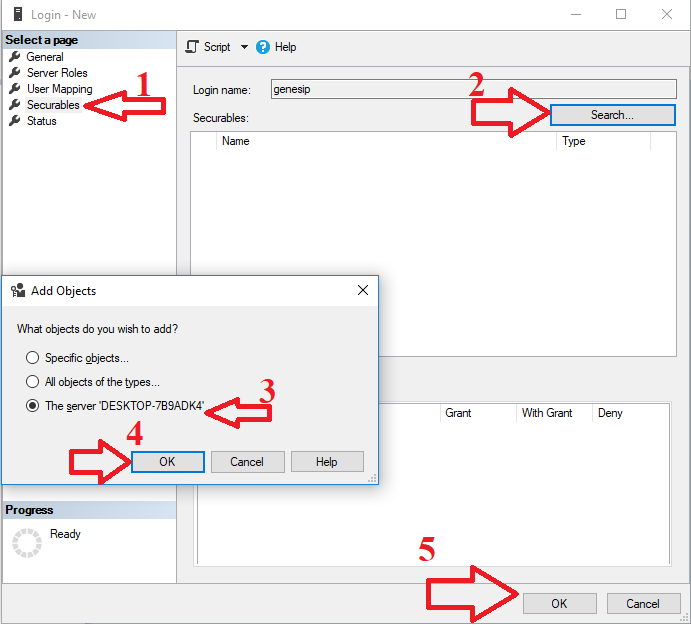 Login - New
Select a page
General
Server Roles
User Mapping
Securables
Status
1
Script
Help
Login name: genesip
2
Securables:
Search...
Name Type
Add Objects
What objects do you wish to add?
Specific objects...
All objects of the types...
The server 'DESKTOP-7B9ADK4'
3
4
OK Cancel Help
Grant With Grant Deny
Progress
Ready
5
OK Cancel